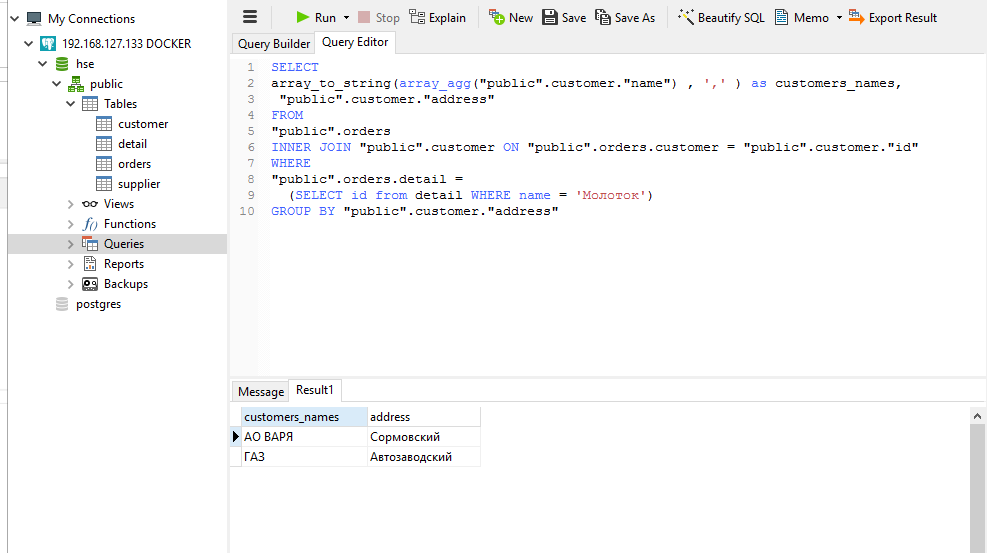 My Connections
192.168.127.133 DOCKER
hse
public
Tables
customer
detail
orders
supplier
Views
f() Functions
Queries
Reports
Backups
postgres
Run Stop Explain New Save Save As Beautify SQL Memo Export Result
Query Builder Query Editor
1 SELECT
2 array_to_string(array_agg("public".customer."name") , ',' ) as customers_names,
3 "public".customer."address"
4 FROM
5 "public".orders
6 INNER JOIN "public".customer ON "public".orders.customer = "public".customer."id"
7 WHERE
8 "public".orders.detail =
9 (SELECT id from detail WHERE name = 'Молоток')
10 GROUP BY "public".customer."address"
Message Result1
customers_names address
АО ВАРЯ Сормовский
ГАЗ Автозаводский